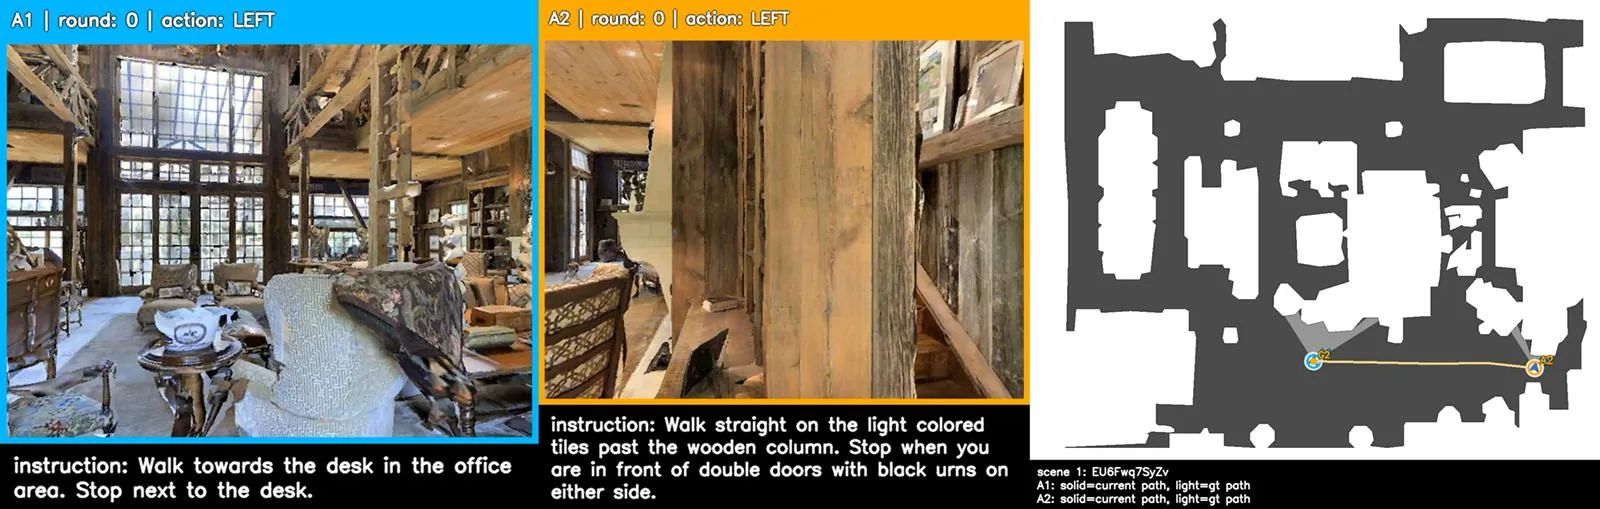 A1 | round: 0 | action: LEFT
instruction: Walk towards the desk in the office
area. Stop next to the desk.
A2 | round: 0 | action: LEFT
instruction: Walk straight on the light colored
tiles past the wooden column. Stop when you
are in front of double doors with black urns on
either side.
G2
A2
scene 1: EU6Fwq7SyZv
A1: solid=current path, light=gt path
A2: solid=current path, light=gt path